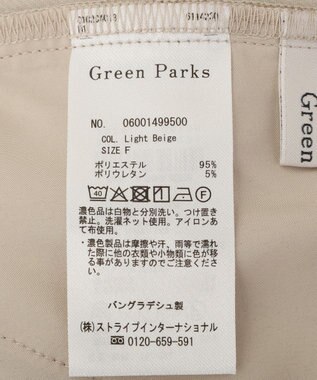 Green Parks
NO. 06001499500
COL. Light Beige
SIZE F
ポリエステル 95%
ポリウレタン 5%
40
F
濃色品は白物と分別洗い。つけ置き禁止。洗濯ネット使用。アイロンあて布使用。
・濃色製品は摩擦や汗、雨等で濡れた際に他の衣類や小物類に色が移る事がありますのでご注意ください。
バングラデシュ製
(株)ストライプインターナショナル
0120-659-591
Green